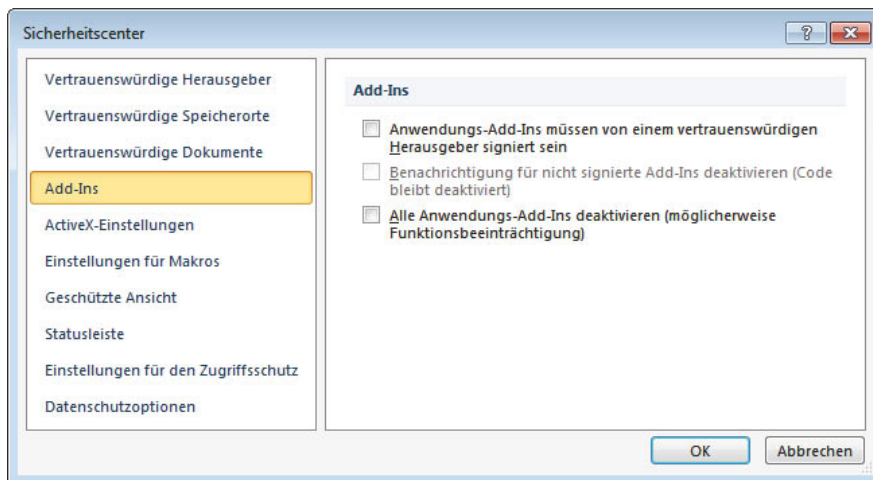 Sicherheitscenter
Vertrauenswürdige Herausgeber
Vertrauenswürdige Speicherorte
Vertrauenswürdige Dokumente
Add-Ins
ActiveX-Einstellungen
Einstellungen für Makros
Geschützte Ansicht
Statusleiste
Einstellungen für den Zugriffsschutz
Datenschutzoptionen
Add-Ins
Anwendungs-Add-Ins müssen von einem vertrauenswürdigen
Herausgeber signiert sein
Benachrichtigung für nicht signierte Add-Ins deaktivieren (Code
bleibt deaktiviert)
Alle Anwendungs-Add-Ins deaktivieren (möglicherweise
Funktionsbeeinträchtigung)
OK
Abbrechen